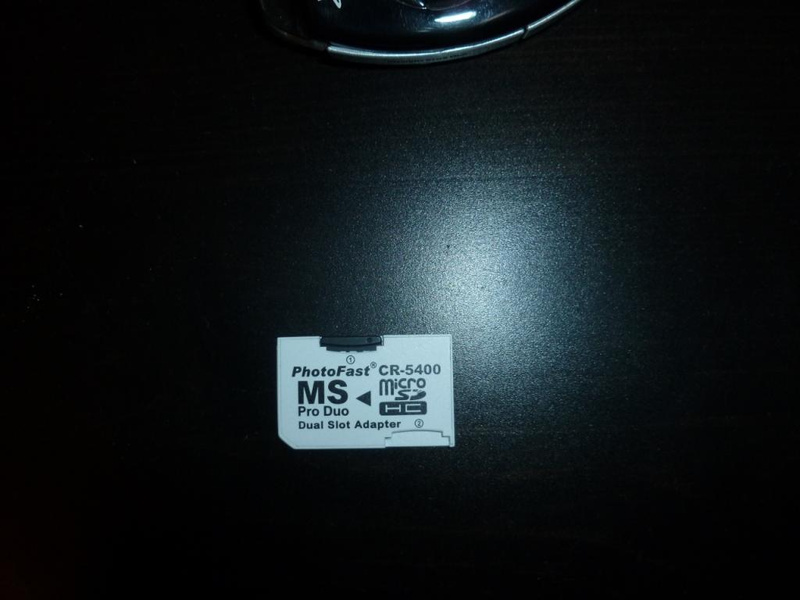 ①
PhotoFast® CR-5400
MS ◀ micro SD HC
Pro Duo
Dual Slot Adapter ②